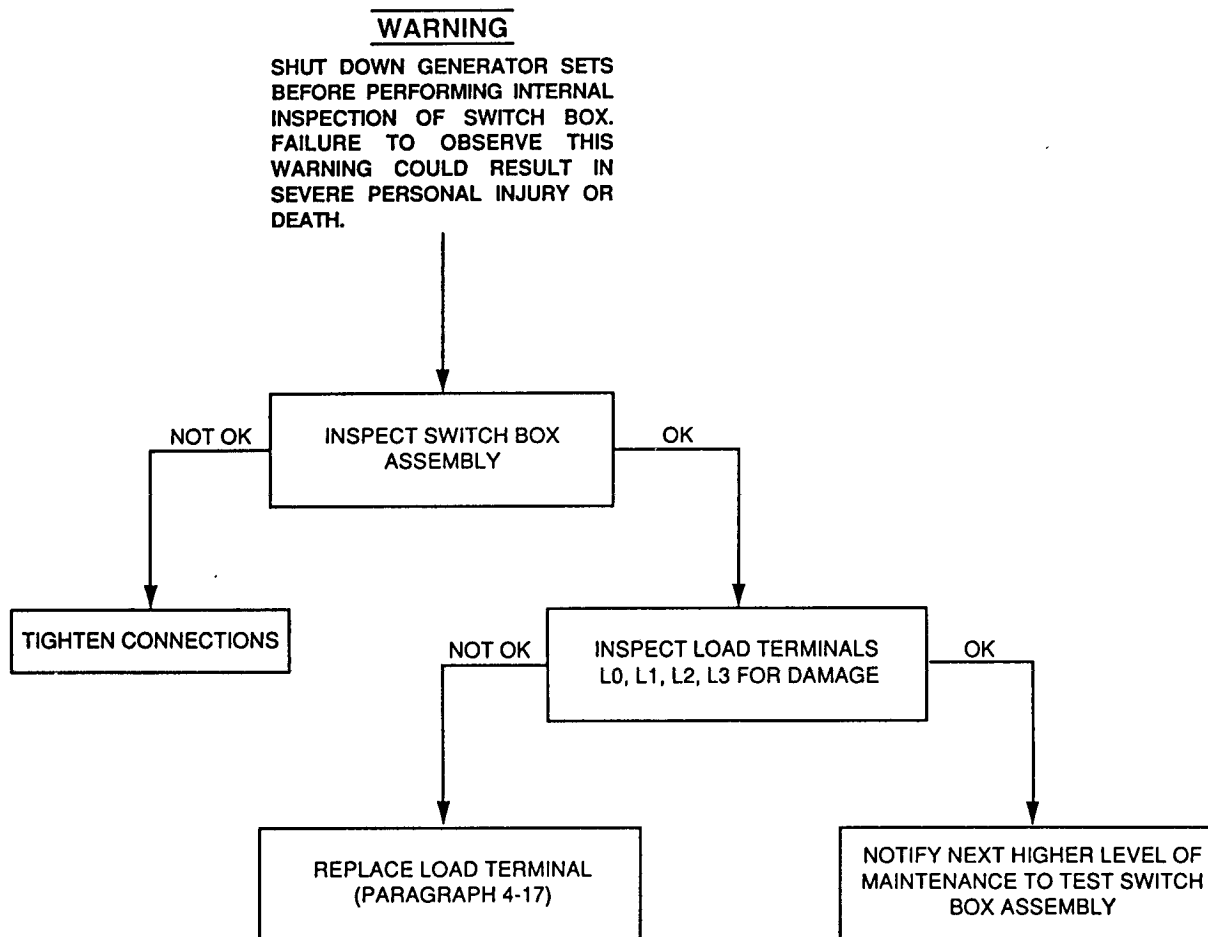 WARNING
SHUT DOWN GENERATOR SETS
BEFORE PERFORMING INTERNAL
INSPECTION OF SWITCH BOX.
FAILURE TO OBSERVE THIS
WARNING COULD RESULT IN
SEVERE PERSONAL INJURY OR
DEATH.
NOT OK
INSPECT SWITCH BOX
ASSEMBLY
OK
TIGHTEN CONNECTIONS
NOT OK
INSPECT LOAD TERMINALS
L0, L1, L2, L3 FOR DAMAGE
OK
REPLACE LOAD TERMINAL
(PARAGRAPH 4-17)
NOTIFY NEXT HIGHER LEVEL OF
MAINTENANCE TO TEST SWITCH
BOX ASSEMBLY